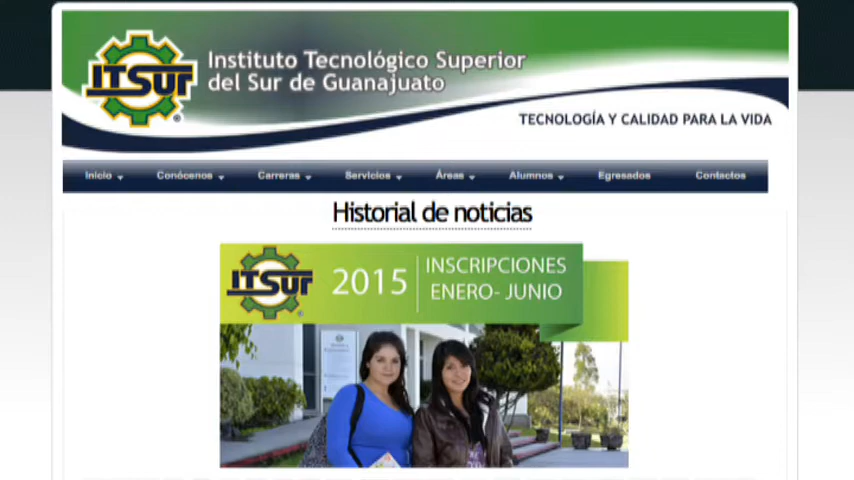 ITSUR
Instituto Tecnológico Superior
del Sur de Guanajuato
TECNOLOGÍA Y CALIDAD PARA LA VIDA
Inicio Conócenos Carreras Servicios Áreas Alumnos Egresados Contactos
Historial de noticias
ITSUR
2015
INSCRIPCIONES
ENERO- JUNIO